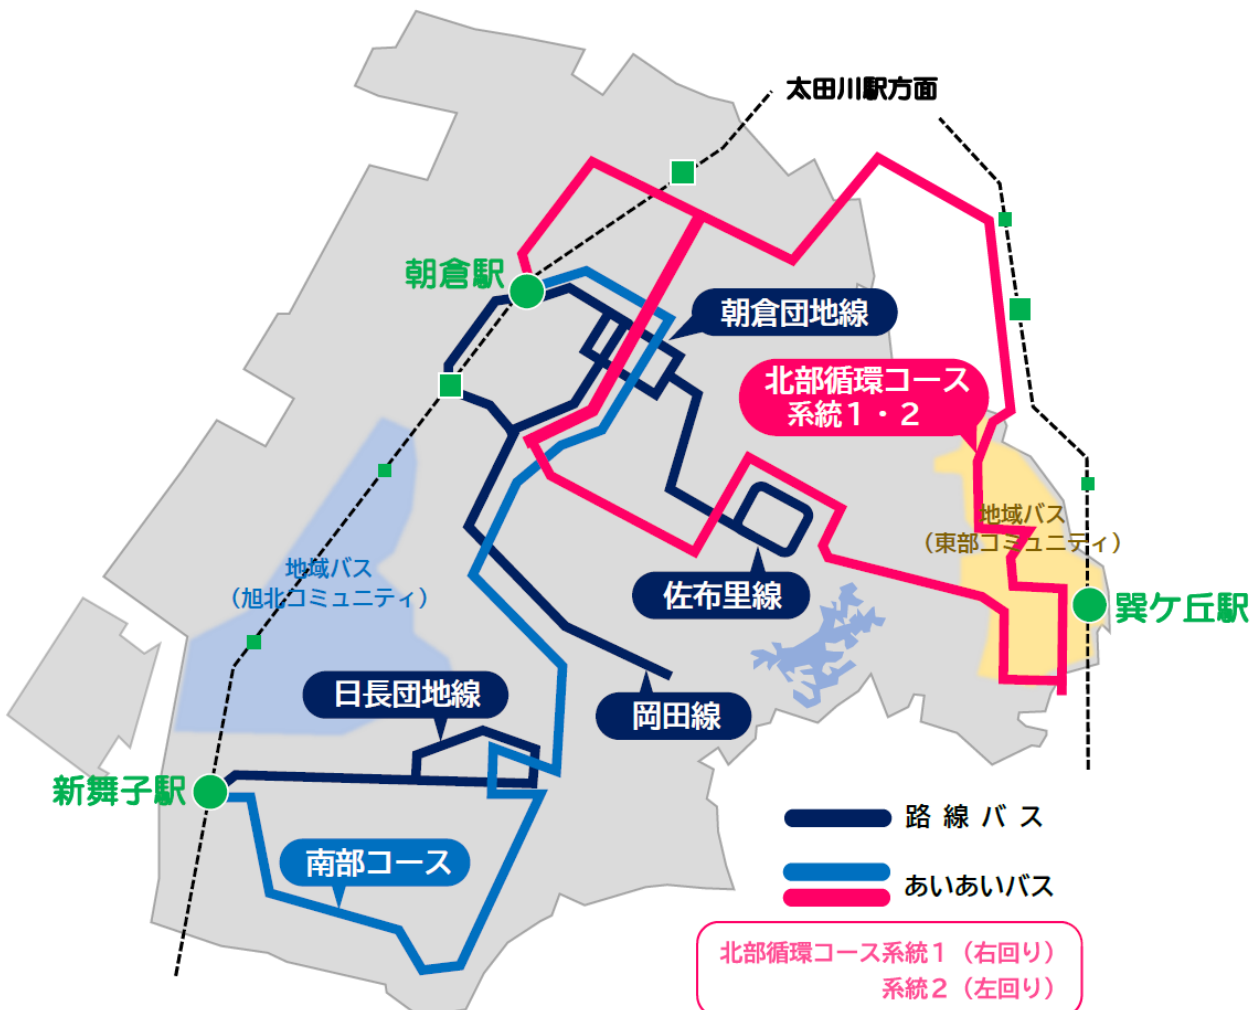 太田川駅方面
朝倉駅
朝倉団地線
北部循環コース
系統１・２
地域バス
（東部コミュニティ）
地域バス
（旭北コミュニティ）
佐布里線
巽ケ丘駅
日長団地線
岡田線
新舞子駅
路線バス
南部コース
あいあいバス
北部循環コース系統１（右回り）
系統２（左回り）